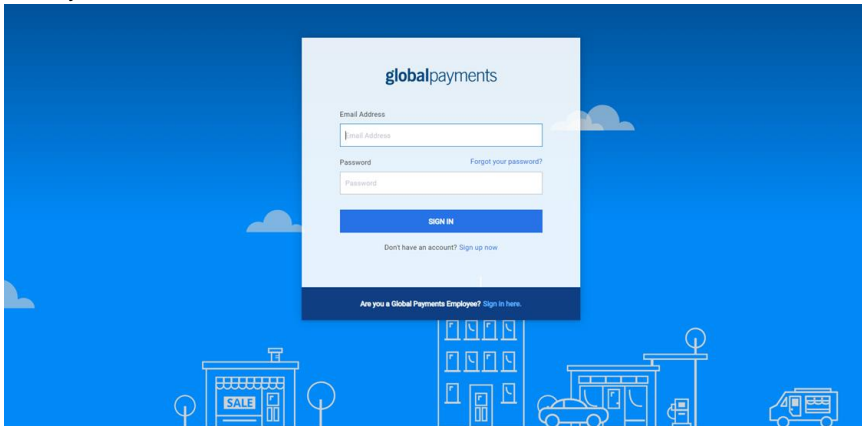 globalpayments
Email Address
Email Address
Password Forgot your password?
Password
SIGN IN
Don't have an account? Sign up now
Are you a Global Payments Employee? Sign in here.
SALE